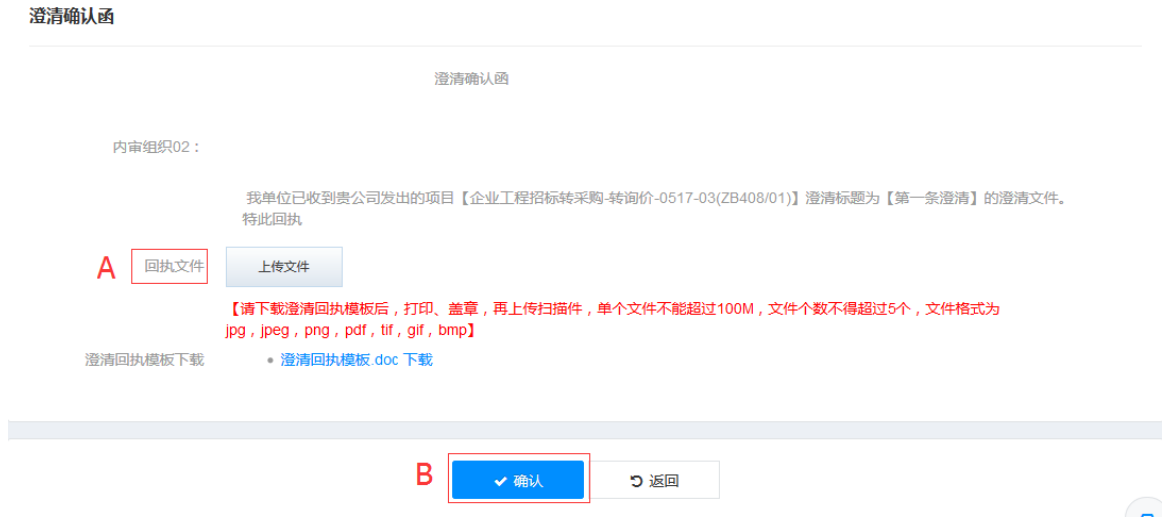 澄清确认函
澄清确认函
内审组织02：
我单位已收到贵公司发出的项目【企业工程招标转采购-转询价-0517-03(ZB408/01)】澄清标题为【第一条澄清】的澄清文件。
特此回执
A 回执文件 上传文件
【请下载澄清回执模板后，打印、盖章，再上传扫描件，单个文件不能超过100M，文件个数不得超过5个，文件格式为
jpg，jpeg，png，pdf，tif，gif，bmp】
澄清回执模板下载 • 澄清回执模板.doc 下载
B 确认 返回